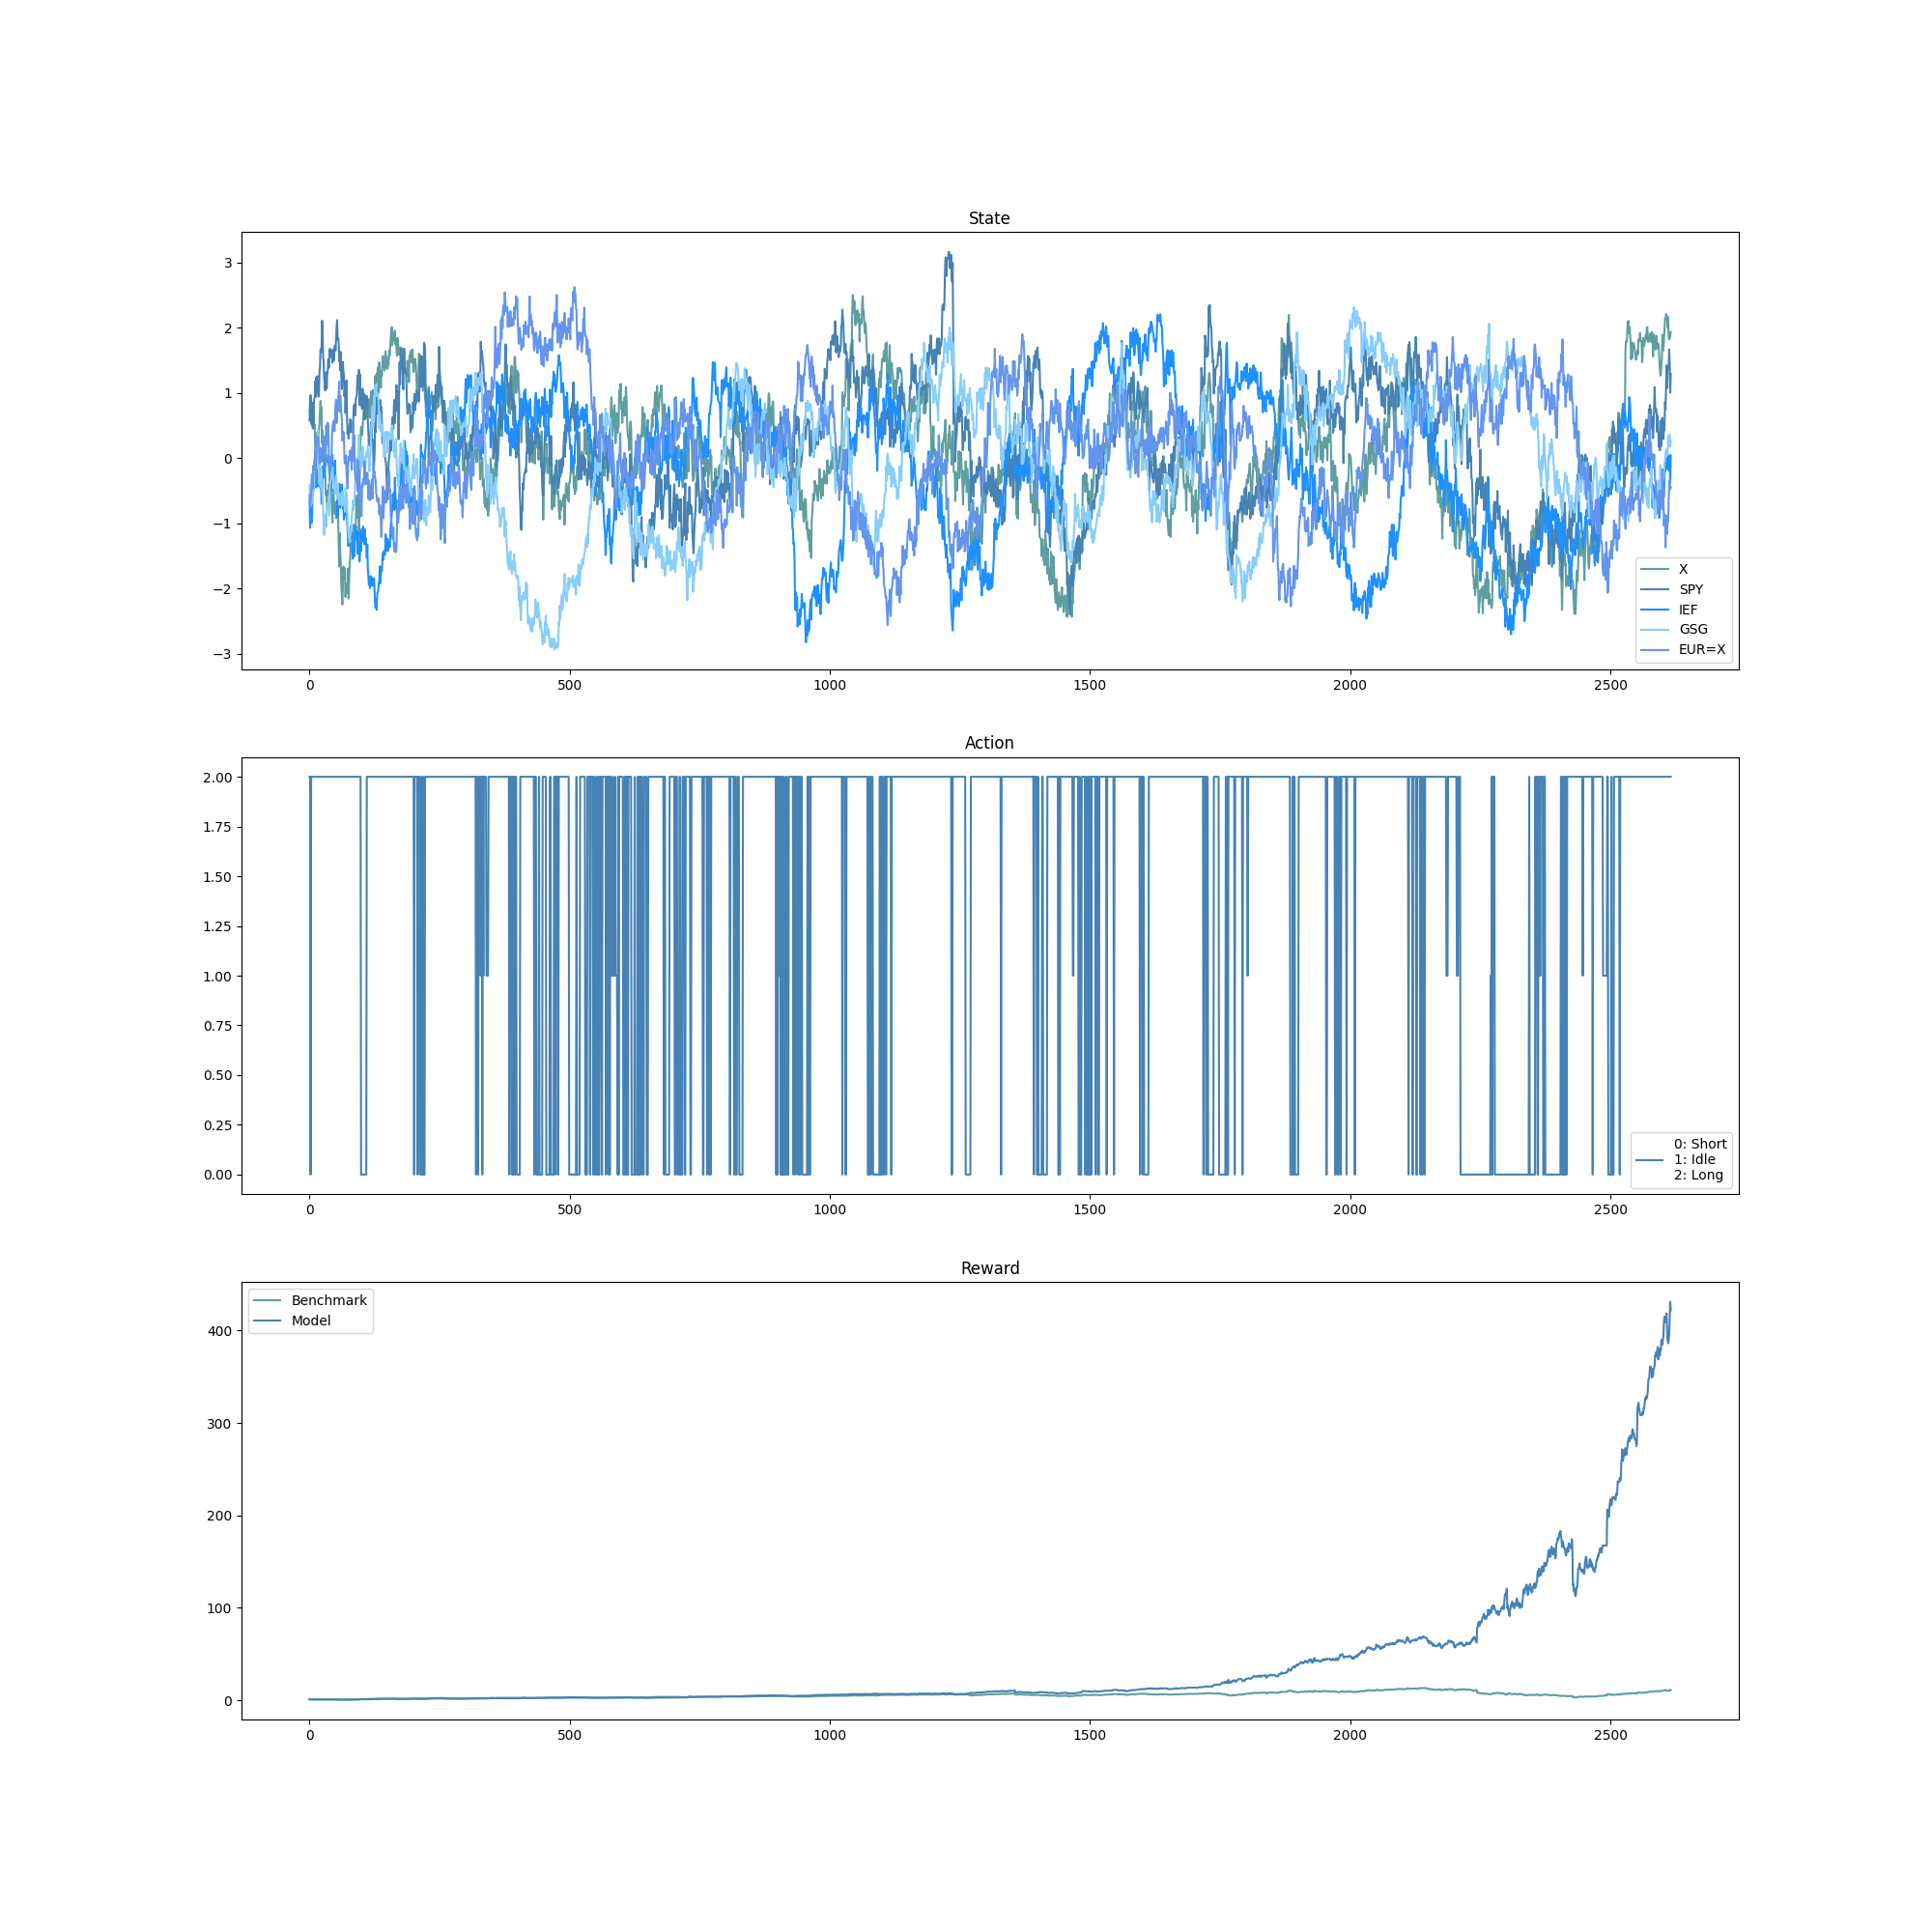 State
3
2
1
0
−1
−2
−3
X
SPY
IEF
GSG
EUR=X
0 500 1000 1500 2000 2500
Action
2.00
1.75
1.50
1.25
1.00
0.75
0.50
0.25
0.00
0: Short
1: Idle
2: Long
0 500 1000 1500 2000 2500
Reward
Benchmark
Model
400
300
200
100
0
0 500 1000 1500 2000 2500